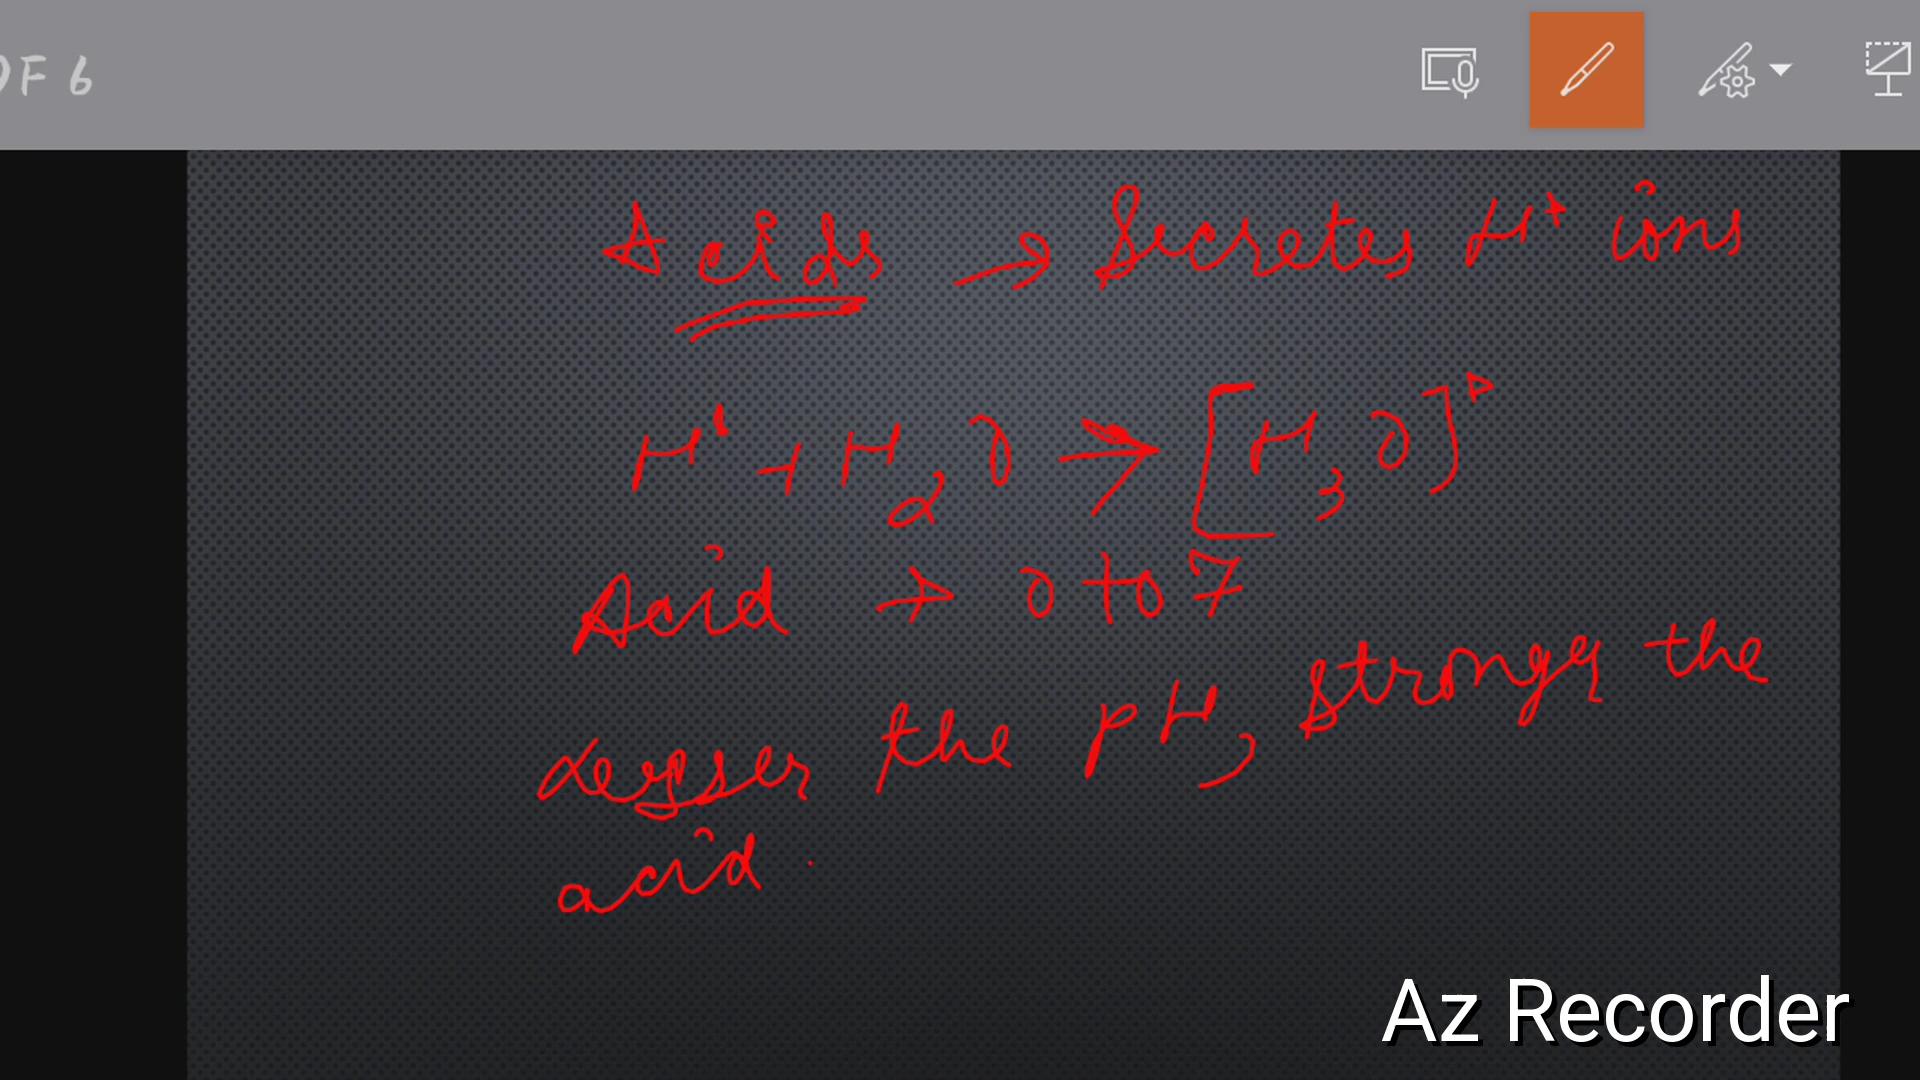 OF 6
Acids → Secretes H⁺ ions
H⁺ + H₂O → [H₃O]⁺
Acid → 0 to 7
Lesser the pH, stronger the
acid.
Az Recorder